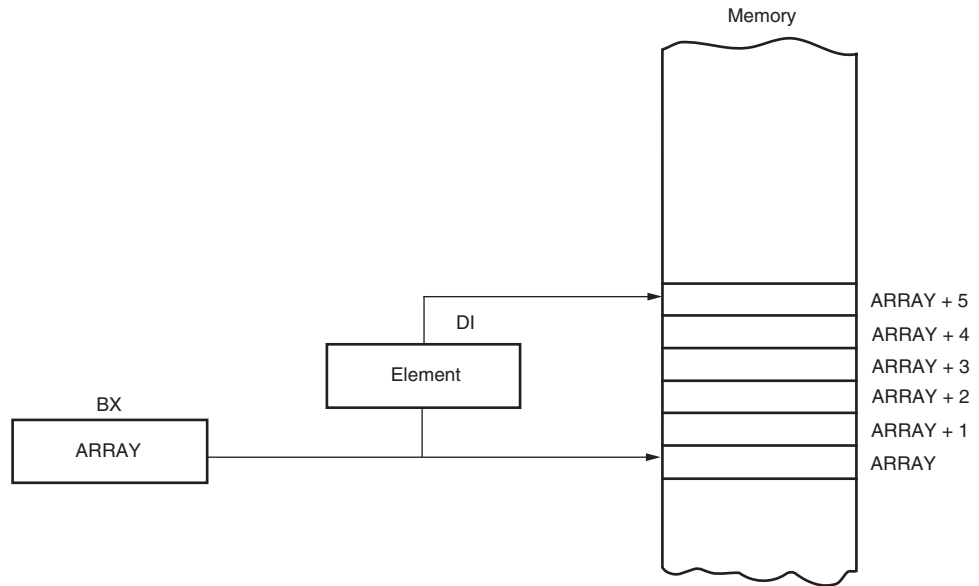 Memory
ARRAY + 5
DI
ARRAY + 4
Element
ARRAY + 3
ARRAY + 2
BX
ARRAY + 1
ARRAY
ARRAY